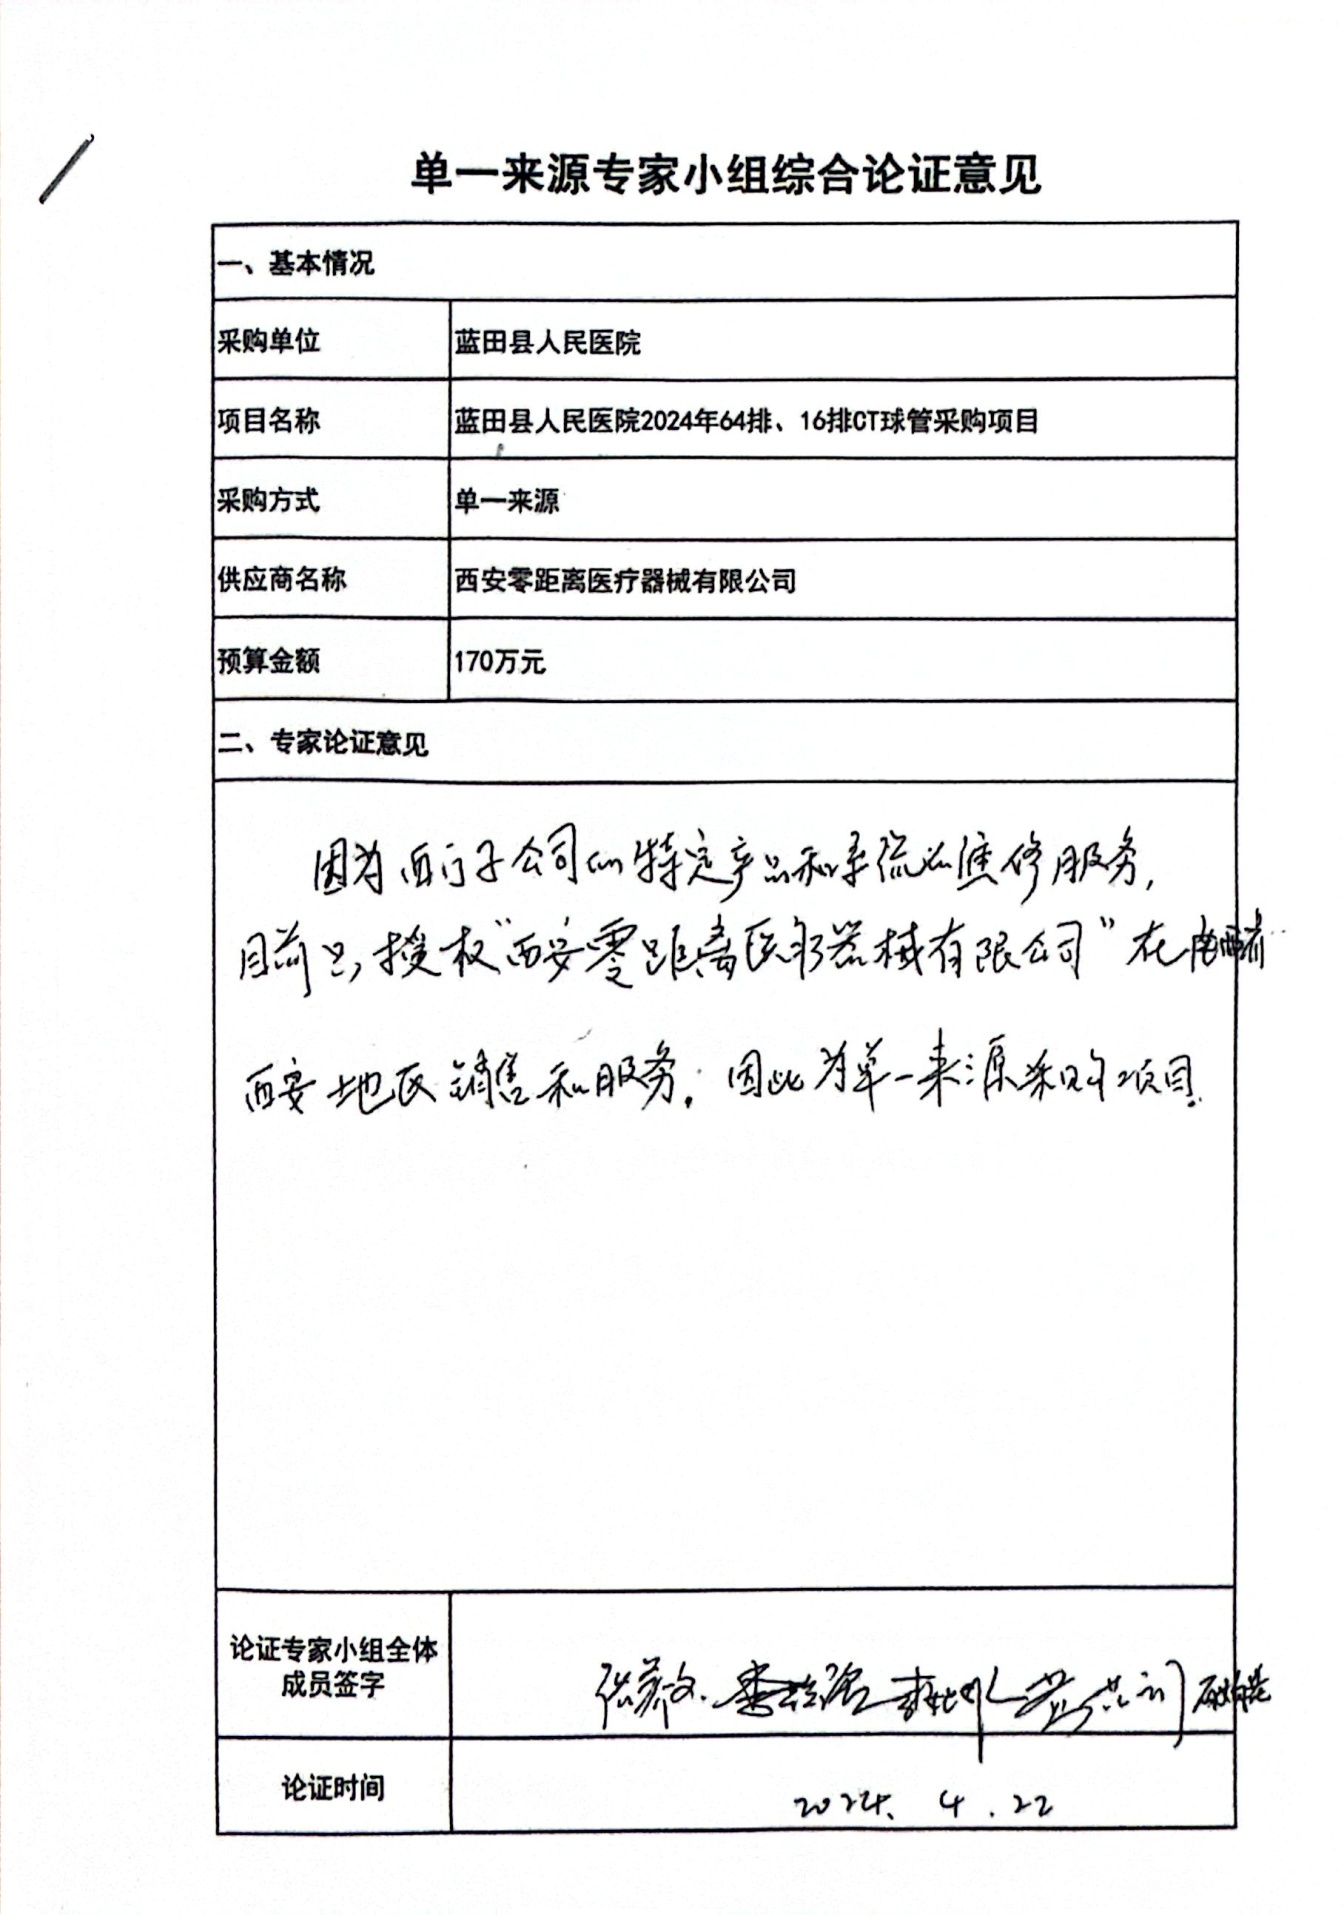 单一来源专家小组综合论证意见
一、基本情况
采购单位 蓝田县人民医院
项目名称 蓝田县人民医院2024年64排、16排CT球管采购项目
采购方式 单一来源
供应商名称 西安零距离医疗器械有限公司
预算金额 170万元
二、专家论证意见
因为西门子公司的特定产品和系统的维修服务,
目前只授权"西安零距离医疗器械有限公司"在陕西省
西安地区销售和服务。因此为单一来源采购项目.
论证专家小组全体
成员签字
论证时间 2024. 4. 22